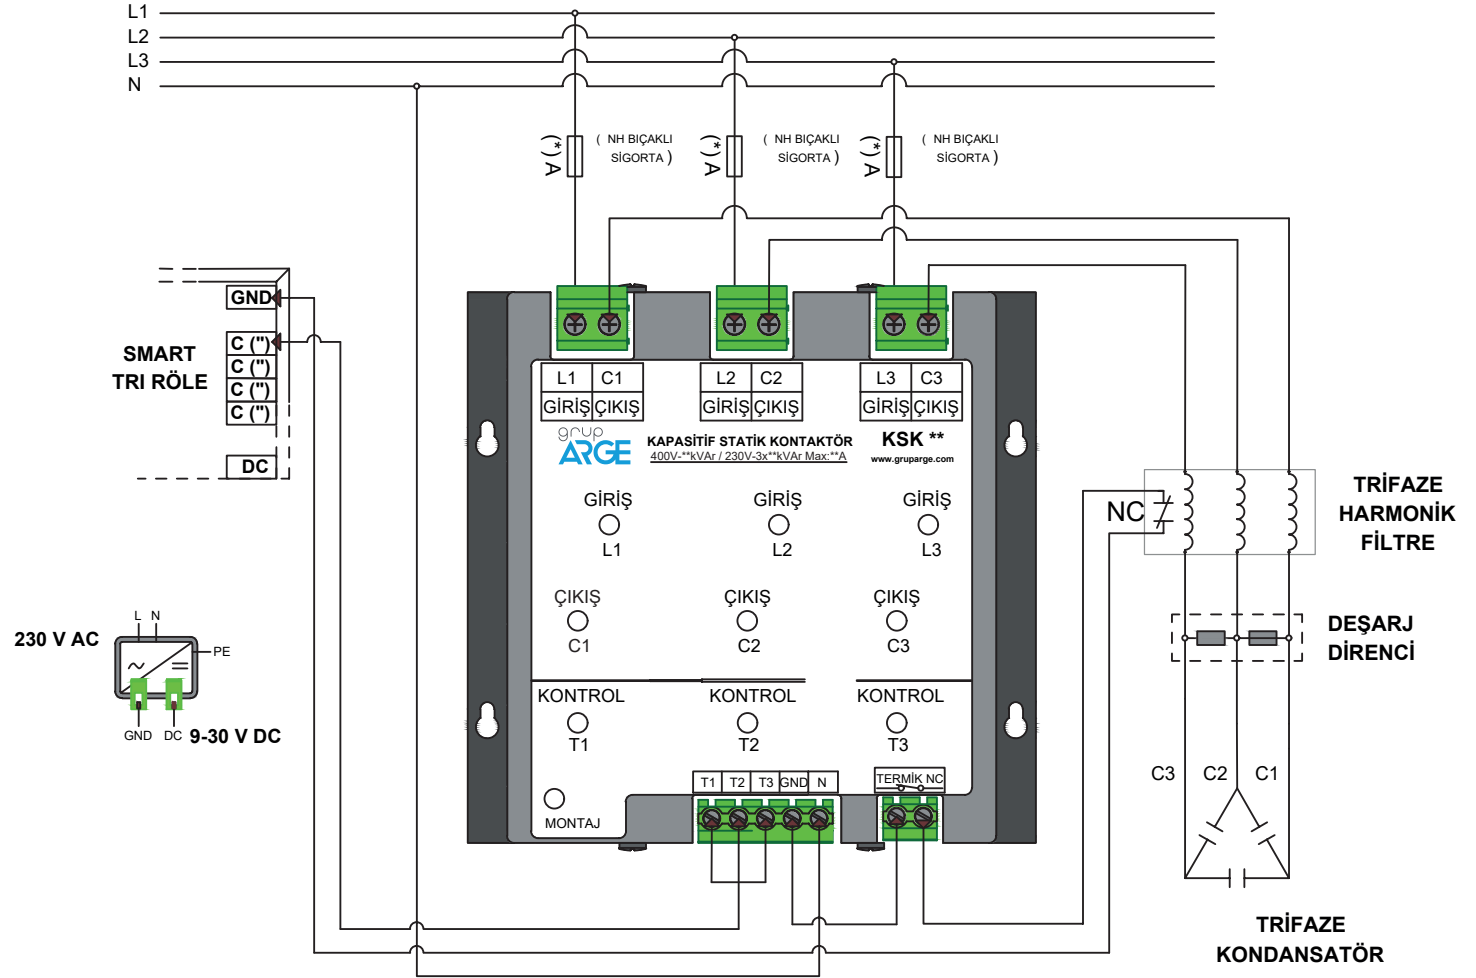 L1
L2
L3
N
(*) A
( NH BIÇAKLI
SİGORTA )
(*) A
( NH BIÇAKLI
SİGORTA )
(*) A
( NH BIÇAKLI
SİGORTA )
GND
C (")
C (")
C (")
C (")
DC
SMART
TRI RÖLE
L1 C1
GİRİŞ ÇIKIŞ
L2 C2
GİRİŞ ÇIKIŞ
L3 C3
GİRİŞ ÇIKIŞ
grup
ARGE
KAPASİTİF STATİK KONTAKTÖR
400V-**kVAr / 230V-3x**kVAr Max:**A
KSK **
www.gruparge.com
GİRİŞ
L1
GİRİŞ
L2
GİRİŞ
L3
ÇIKIŞ
C1
ÇIKIŞ
C2
ÇIKIŞ
C3
KONTROL
T1
KONTROL
T2
KONTROL
T3
MONTAJ
T1 T2 T3 GND N
TERMİK NC
NC
TRİFAZE
HARMONİK
FİLTRE
DEŞARJ
DİRENCİ
C3 C2 C1
TRİFAZE
KONDANSATÖR
230 V AC
L N
PE
GND DC 9-30 V DC